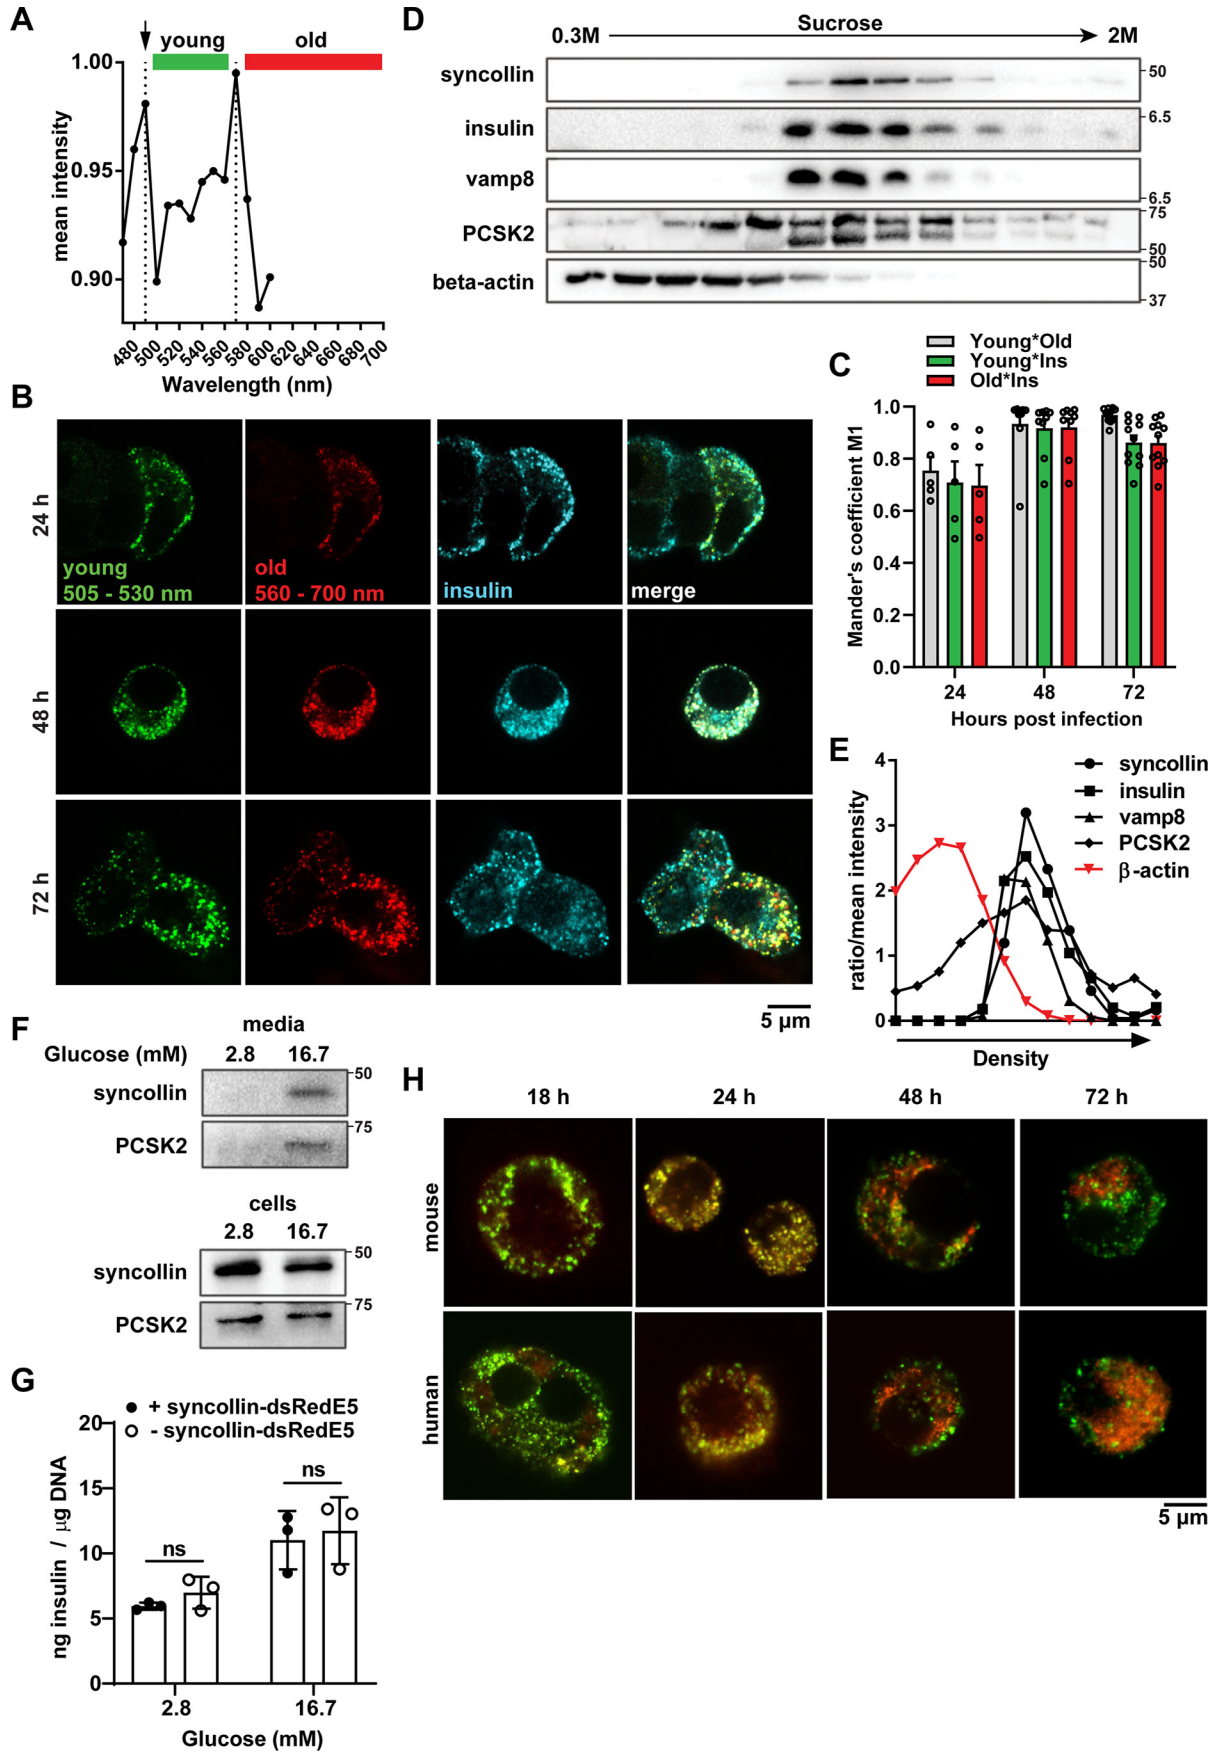 A
young old
1.00
0.95
0.90
mean intensity
480 500 520 540 560 580 600 620 640 660 680 700
Wavelength (nm)
D
Sucrose
0.3M 2M
syncollin 50
insulin 6.5
vamp8 6.5
PCSK2 75 50
beta-actin 50 37
B
24 h
young
505 - 530 nm
old
560 - 700 nm
insulin
merge
48 h
72 h
5 µm
C
Young*Old
Young*Ins
Old*Ins
Mander's coefficient M1
1.0
0.8
0.6
0.4
0.2
0.0
24 48 72
Hours post infection
E
ratio/mean intensity
4
3
2
1
0
syncollin
insulin
vamp8
PCSK2
β-actin
Density
F
media
Glucose (mM) 2.8 16.7
syncollin 50
PCSK2 75
cells
2.8 16.7
syncollin 50
PCSK2 75
G
+ syncollin-dsRedE5
- syncollin-dsRedE5
ng insulin / µg DNA
20
15
10
5
0
ns ns
2.8 16.7
Glucose (mM)
H
18 h 24 h 48 h 72 h
mouse
human
5 µm